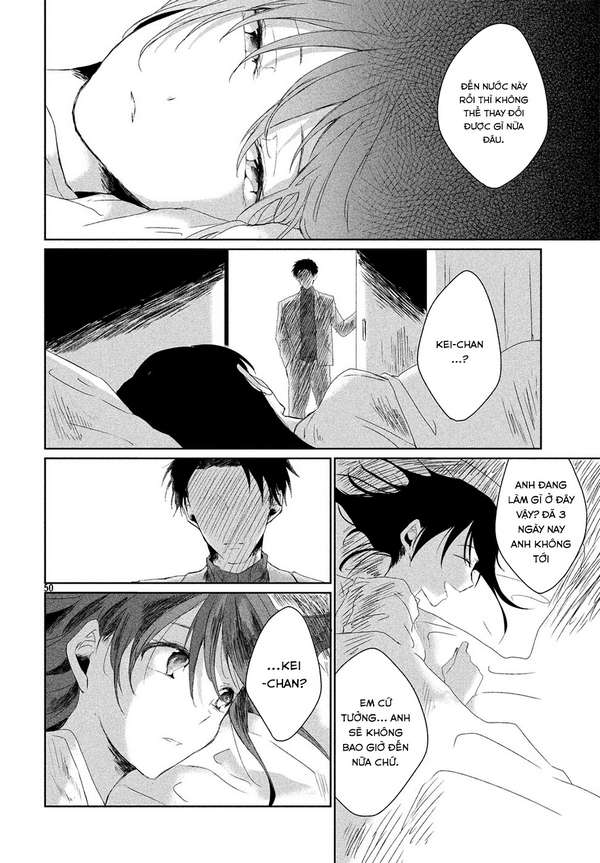 ĐẾN NƯỚC NÀY
RỒI THÌ KHÔNG
THỂ THAY ĐỔI
ĐƯỢC GÌ NỮA
ĐÂU.
KEI-CHAN
...?
ANH ĐANG
LÀM GÌ Ở ĐÂY
VẬY? ĐÃ 3
NGÀY NAY
ANH KHÔNG
TỚI
EM CỨ
TƯỞNG... ANH
SẼ KHÔNG
BAO GIỜ ĐẾN
NỮA CHỨ.
...KEI
-CHAN?
50